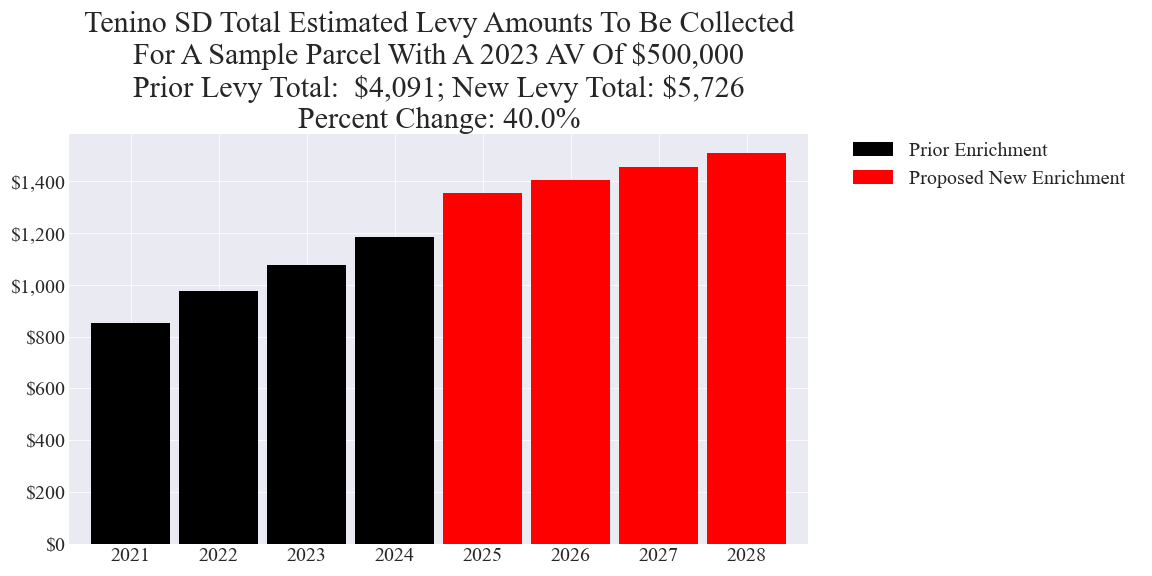 Tenino SD Total Estimated Levy Amounts To Be Collected
For A Sample Parcel With A 2023 AV Of $500,000
Prior Levy Total:  $4,091; New Levy Total: $5,726
Percent Change: 40.0%
Prior Enrichment
Proposed New Enrichment
$1,400
$1,200
$1,000
$800
$600
$400
$200
$0
2021 2022 2023 2024 2025 2026 2027 2028